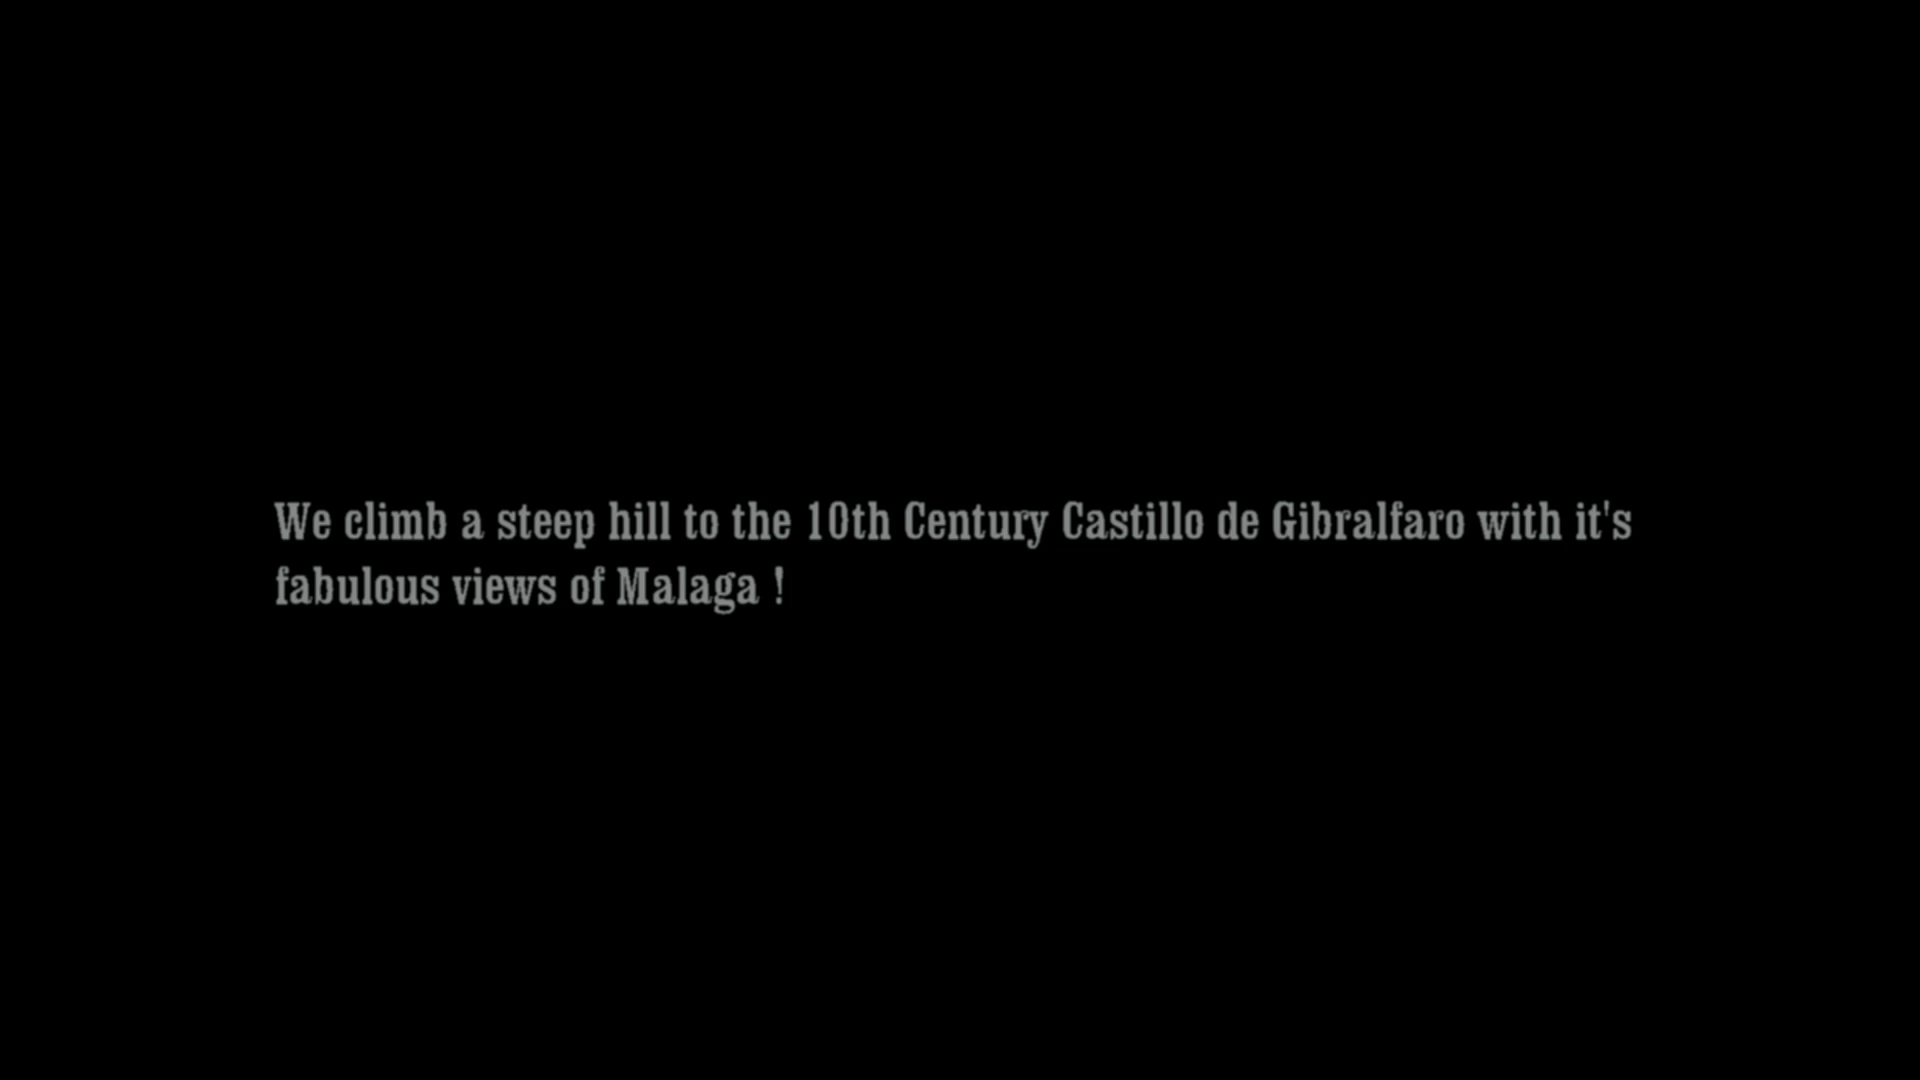 We climb a steep hill to the 10th Century Castillo de Gibralfaro with it's
fabulous views of Malaga !